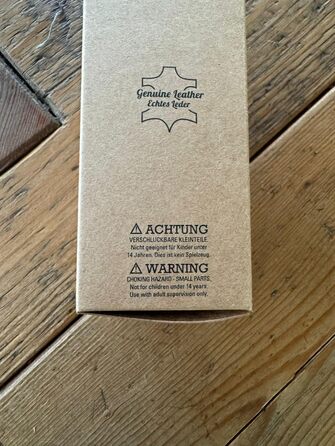 Genuine Leather
Echtes Leder
⚠ ACHTUNG
VERSCHLUCKBARE KLEINTEILE.
Nicht geeignet für Kinder unter
14 Jahren. Dies ist kein Spielzeug.
⚠ WARNING
CHOKING HAZARD - SMALL PARTS.
Not for children under 14 years.
Use with adult supervision only.